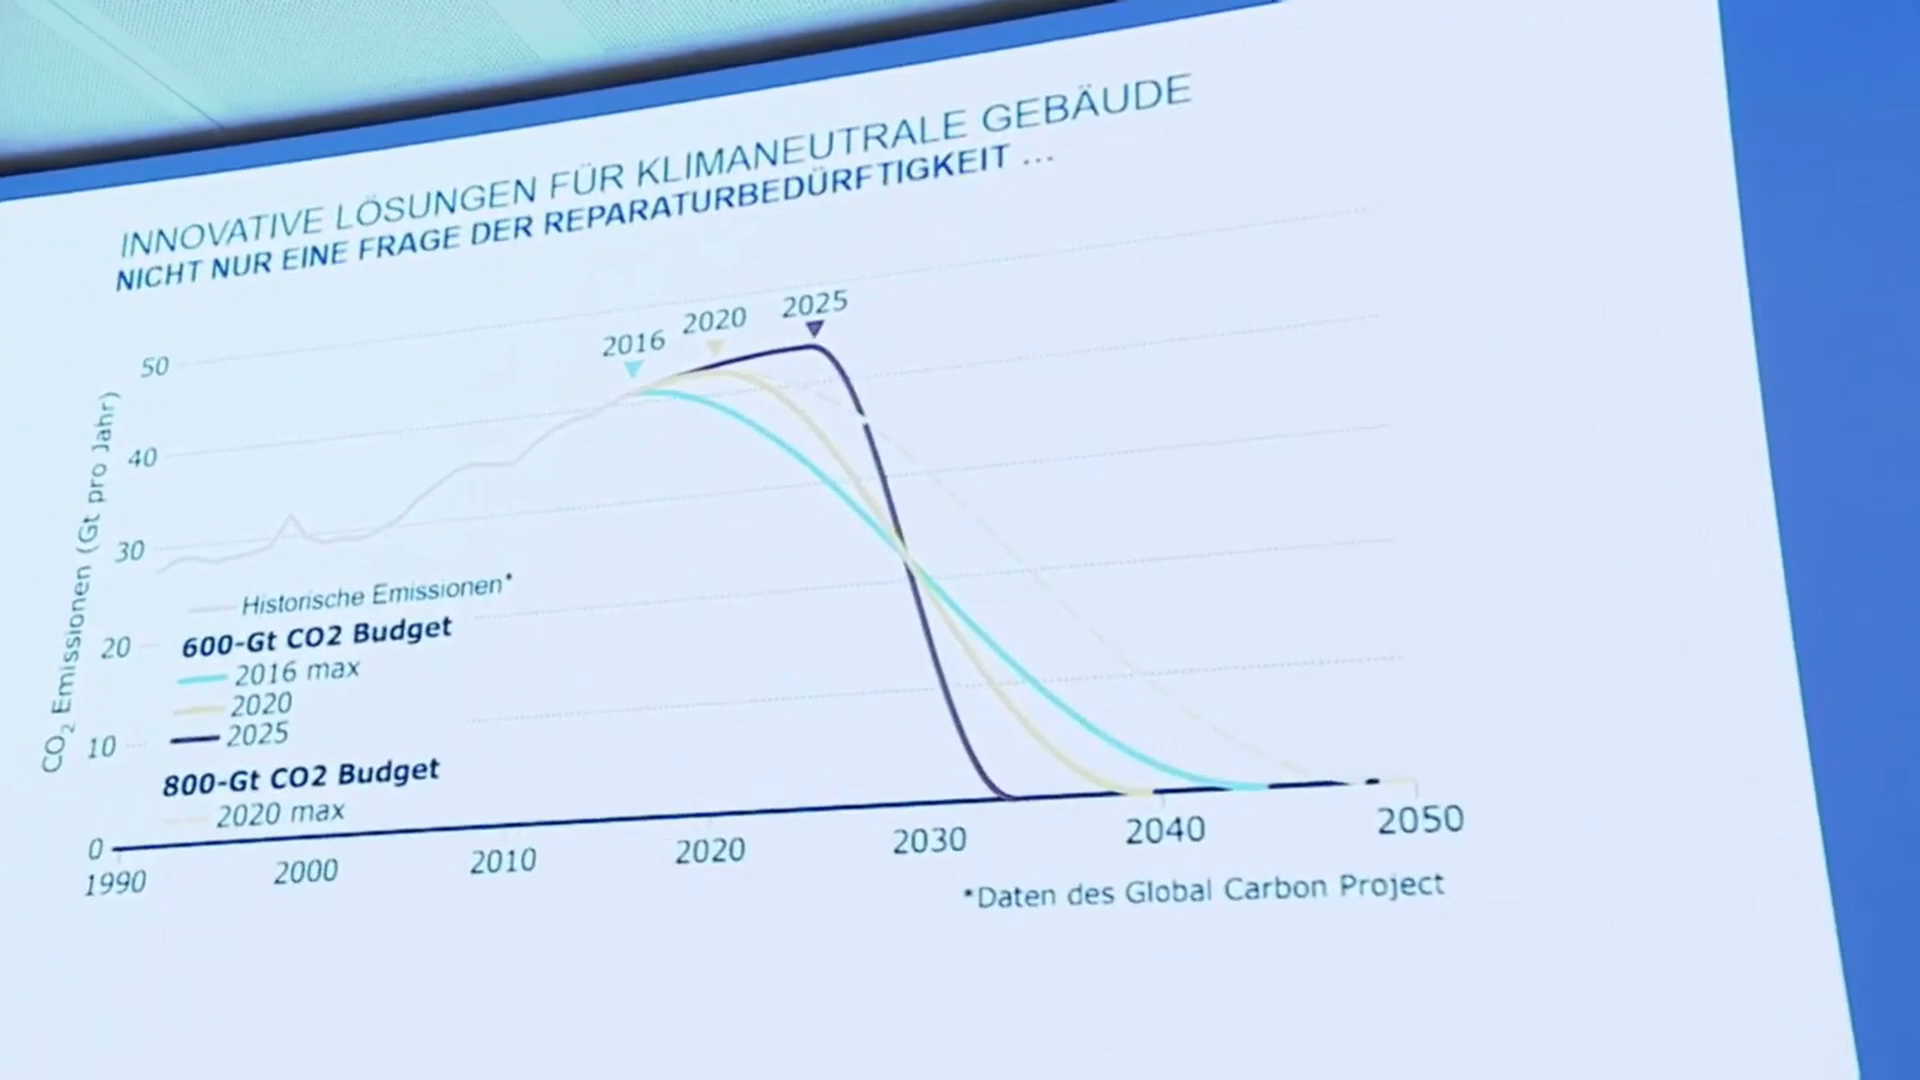 INNOVATIVE LÖSUNGEN FÜR KLIMANEUTRALE GEBÄUDE
NICHT NUR EINE FRAGE DER REPARATURBEDÜRFTIGKEIT ...
2016
2020
2025
CO₂ Emissionen (Gt pro Jahr)
50
40
30
20
10
0
Historische Emissionen*
600-Gt CO2 Budget
2016 max
2020
2025
800-Gt CO2 Budget
2020 max
1990
2000
2010
2020
2030
2040
2050
*Daten des Global Carbon Project